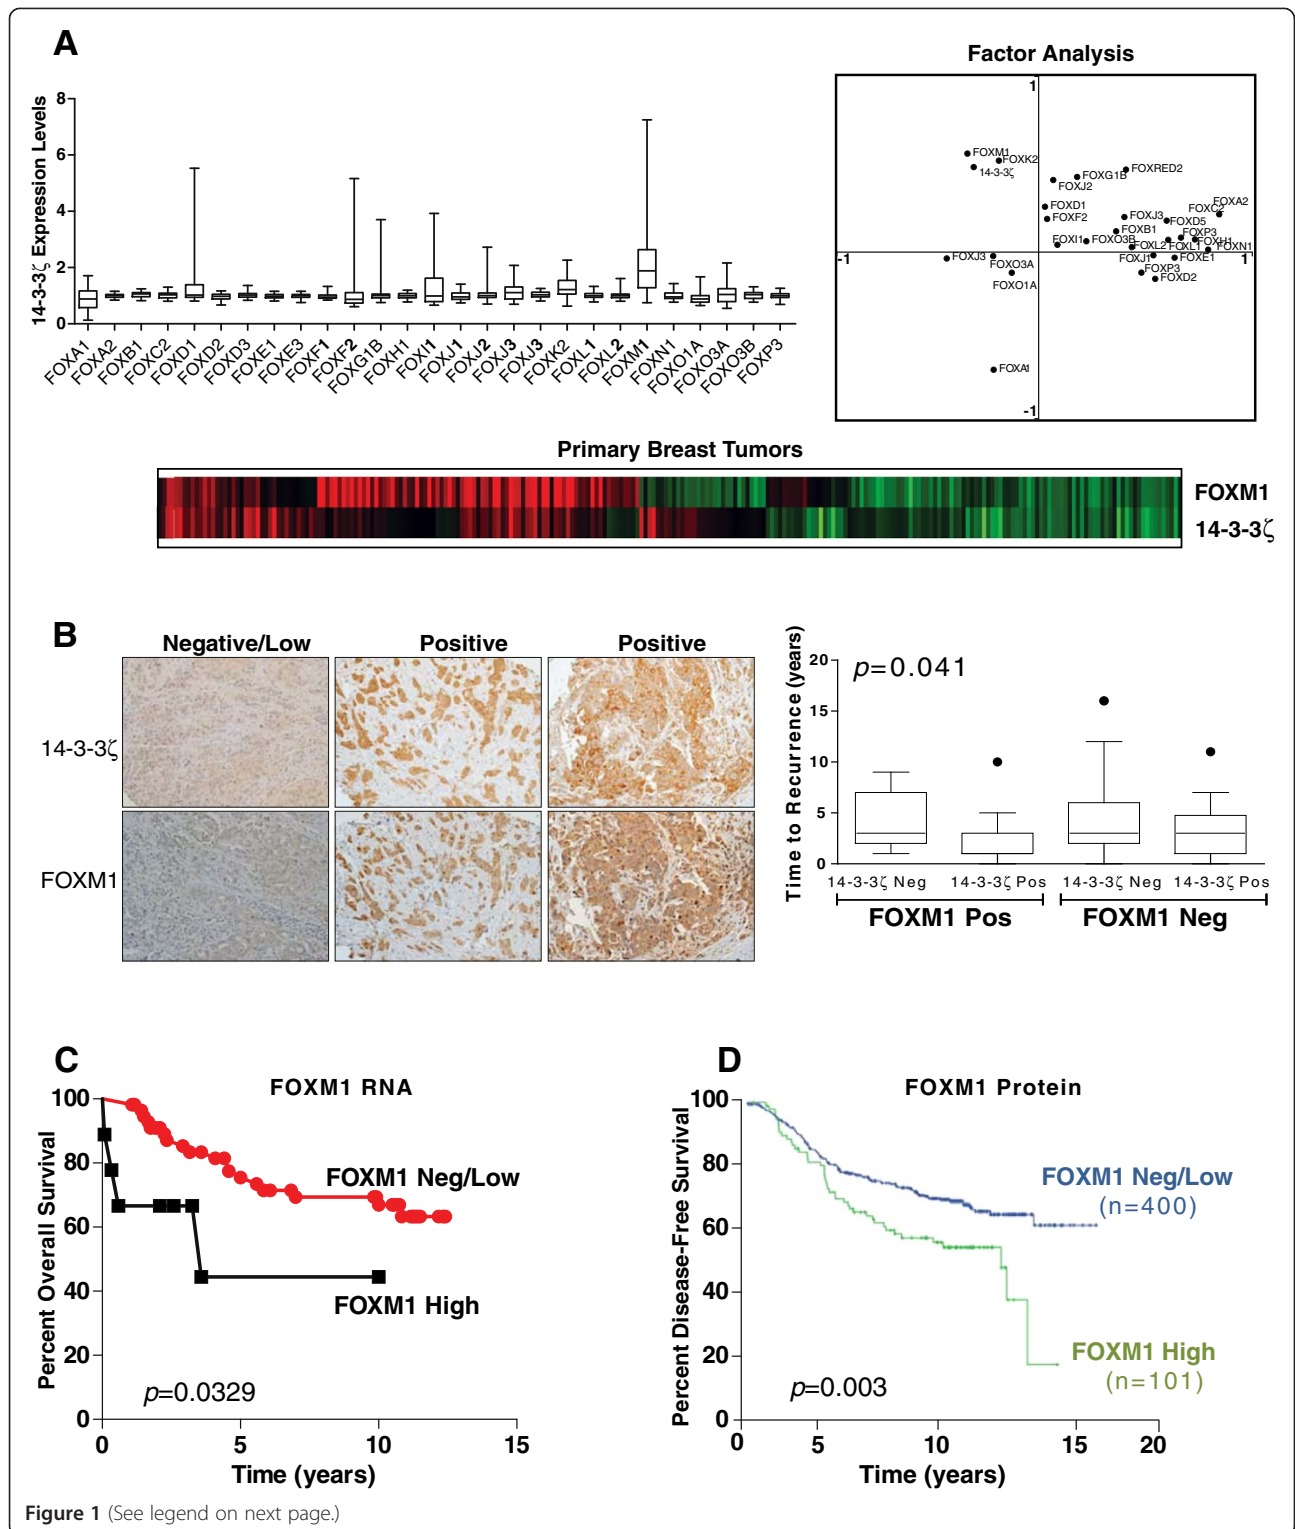 A
14-3-3ζ Expression Levels
8
6
4
2
0
FOXA1
FOXA2
FOXB1
FOXC2
FOXD1
FOXD2
FOXD3
FOXE1
FOXE3
FOXF1
FOXF2
FOXG1B
FOXH1
FOXI1
FOXJ1
FOXJ2
FOXJ3
FOXJ3
FOXK2
FOXL1
FOXL2
FOXM1
FOXN1
FOXO1A
FOXO3A
FOXO3B
FOXP3
Factor Analysis
1
FOXM1
FOXK2
14-3-3ζ
FOXG1B
FOXRED2
FOXJ2
FOXD1
FOXF2
FOXJ3
FOXC2
FOXA2
FOXD5
FOXB1
FOXP3
FOXI1
FOXO3B
FOXL2
FOXL1
FOXH1
FOXN1
-1
1
FOXJ3
FOXO3A
FOXJ1
FOXE1
FOXP3
FOXO1A
FOXD2
FOXA1
-1
Primary Breast Tumors
FOXM1
14-3-3ζ
B
Negative/Low
Positive
Positive
14-3-3ζ
FOXM1
Time to Recurrence (years)
20
15
10
5
0
p=0.041
14-3-3ζ Neg
14-3-3ζ Pos
14-3-3ζ Neg
14-3-3ζ Pos
FOXM1 Pos
FOXM1 Neg
C
FOXM1 RNA
Percent Overall Survival
100
80
60
40
20
0
FOXM1 Neg/Low
FOXM1 High
p=0.0329
0
5
10
15
Time (years)
D
FOXM1 Protein
Percent Disease-Free Survival
100
80
60
40
20
0
FOXM1 Neg/Low
(n=400)
FOXM1 High
(n=101)
p=0.003
0
5
10
15
20
Time (years)
Figure 1 (See legend on next page.)